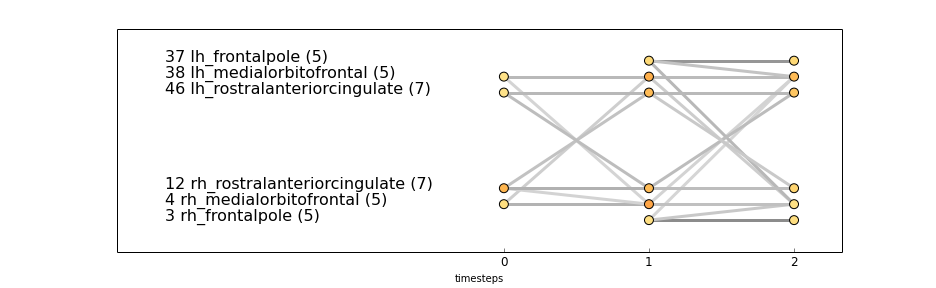 37 lh_frontalpole (5)
38 lh_medialorbitofrontal (5)
46 lh_rostralanteriorcingulate (7)
12 rh_rostralanteriorcingulate (7)
4 rh_medialorbitofrontal (5)
3 rh_frontalpole (5)
0 1 2
timesteps